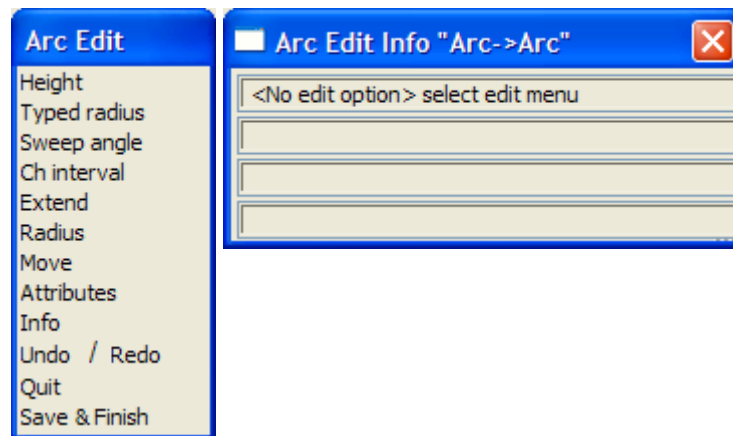 Arc Edit
Height
Typed radius
Sweep angle
Ch interval
Extend
Radius
Move
Attributes
Info
Undo / Redo
Quit
Save & Finish
Arc Edit Info "Arc->Arc"
<No edit option> select edit menu